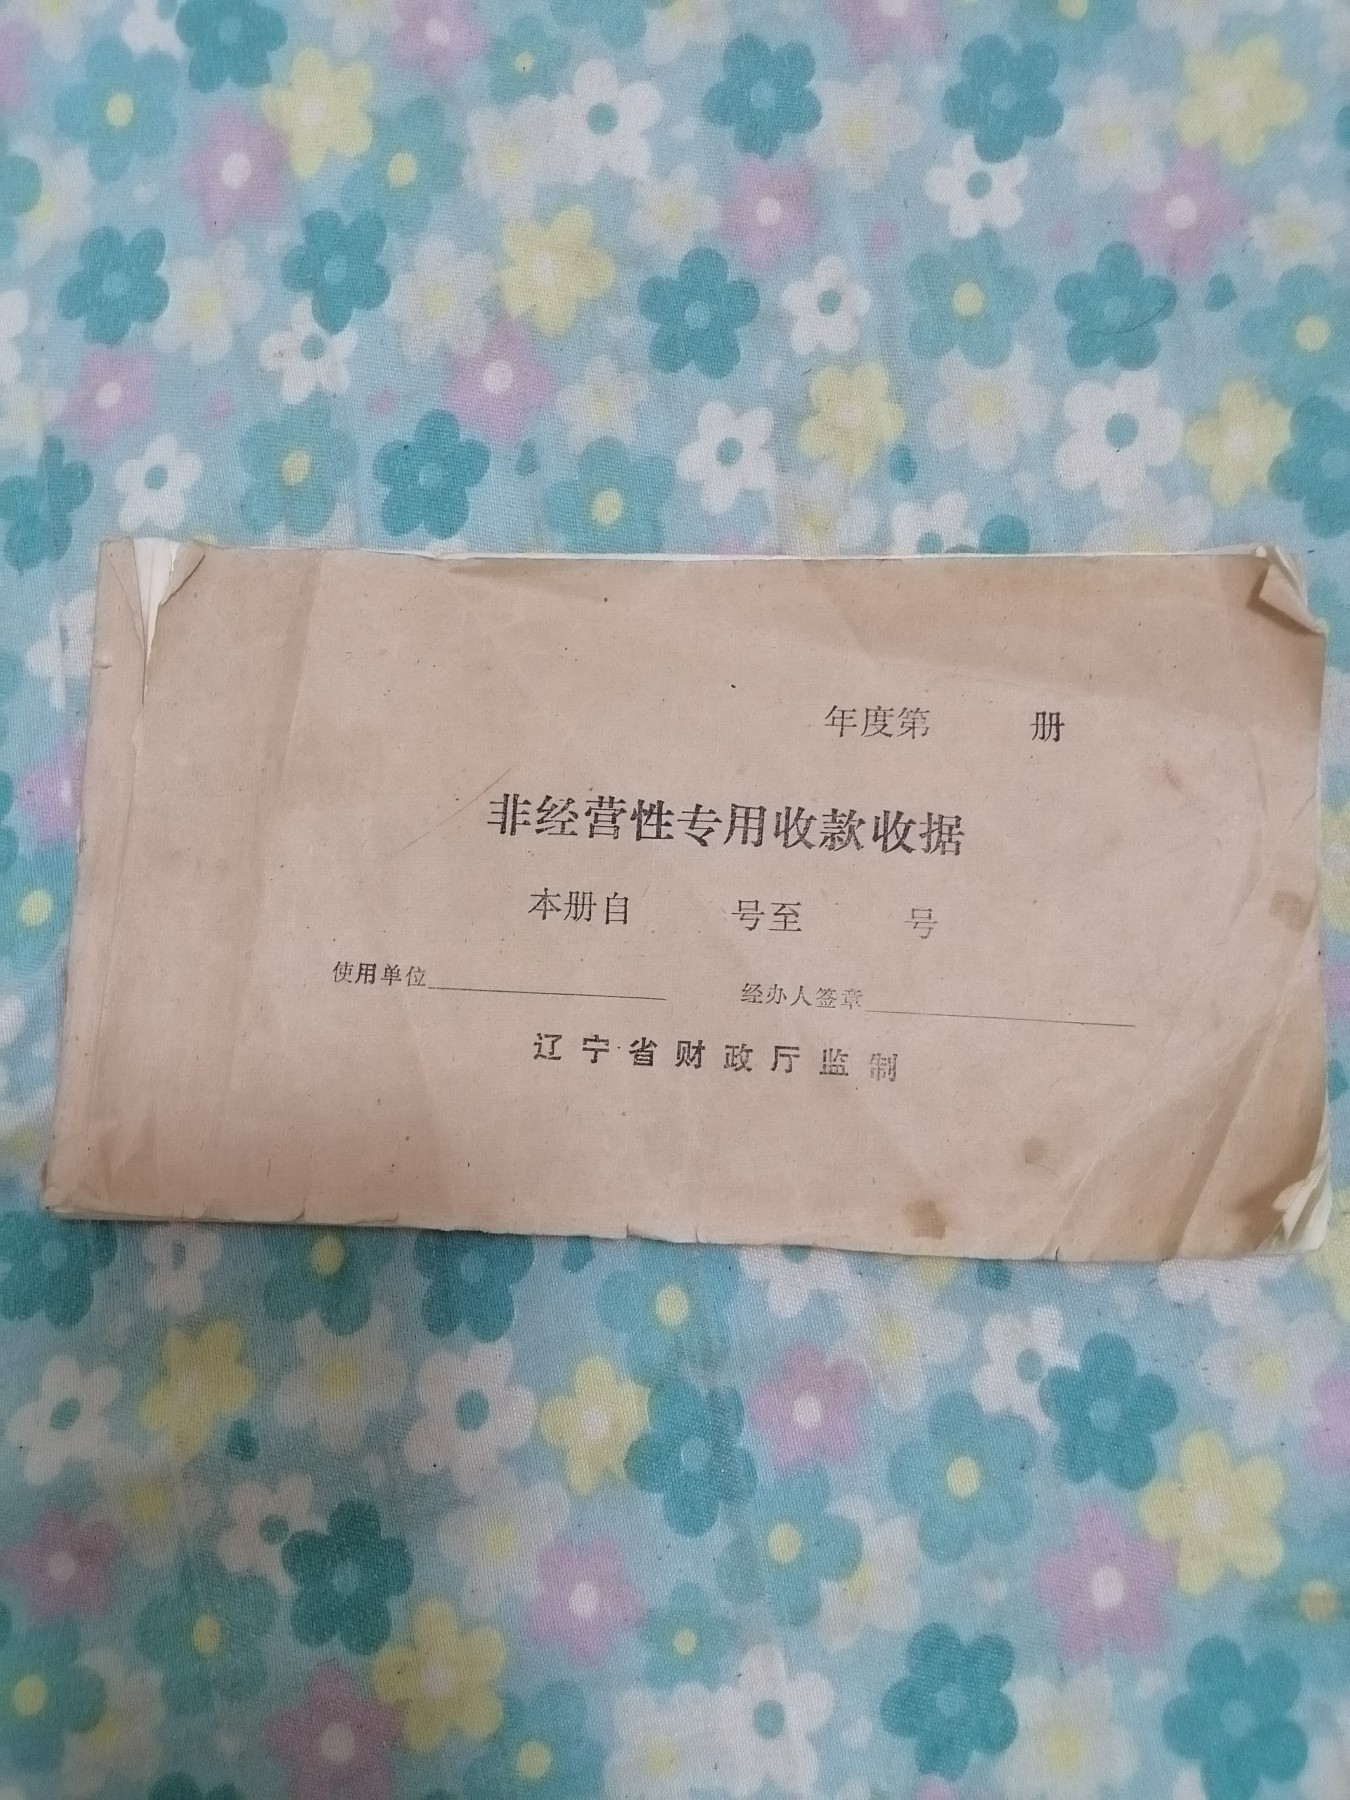 年度第 册
非经营性专用收款收据
本册自 号至 号
使用单位 经办人签章
辽宁省财政厅监制